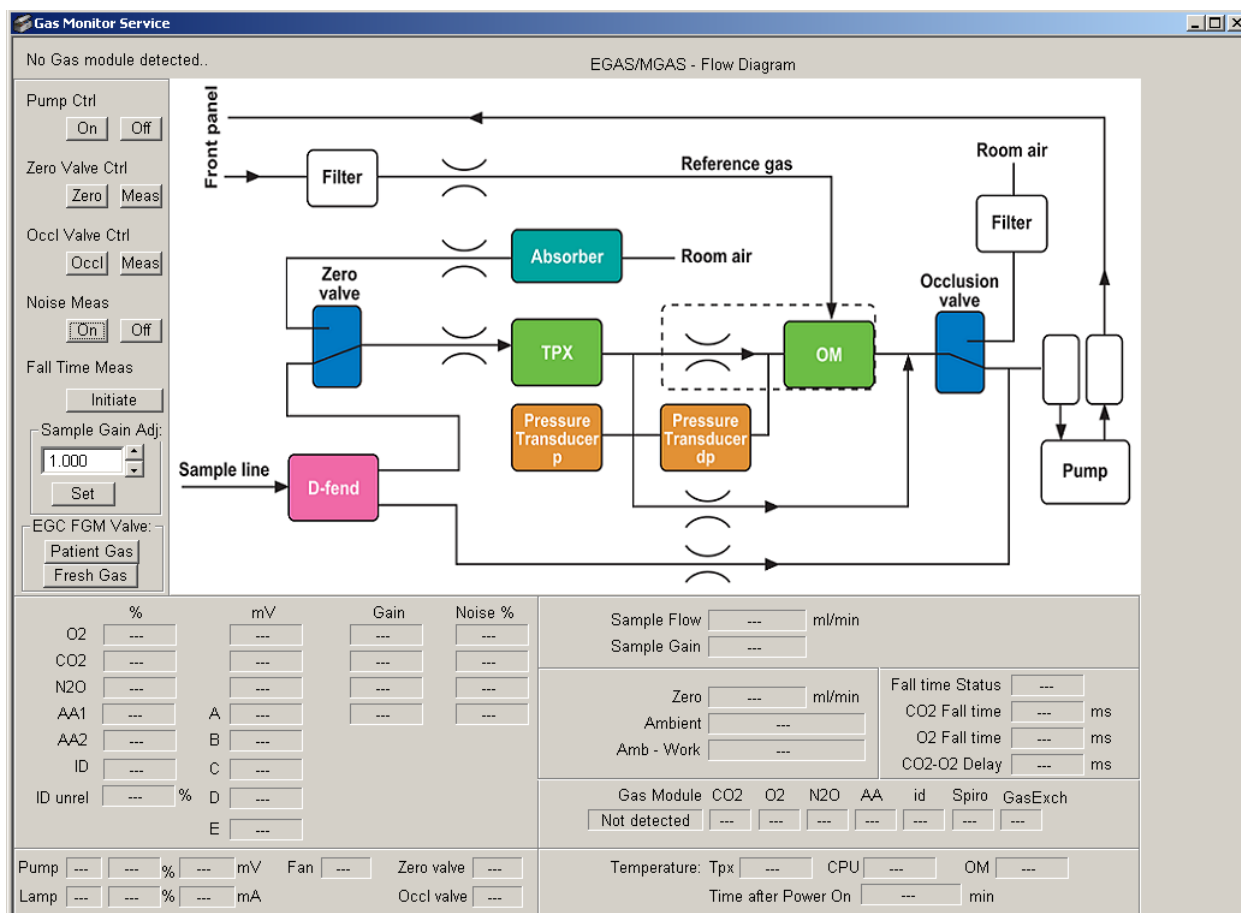 Gas Monitor Service
No Gas module detected..
EGAS/MGAS - Flow Diagram
Pump Ctrl
On Off
Zero Valve Ctrl
Zero Meas
Occl Valve Ctrl
Occl Meas
Noise Meas
On Off
Fall Time Meas
Initiate
Sample Gain Adj:
1.000
Set
EGC FGM Valve:
Patient Gas
Fresh Gas
Front panel
Filter
Reference gas
Room air
Filter
Absorber
Room air
Zero
valve
Occlusion
valve
TPX
OM
Pressure
Transducer
p
Pressure
Transducer
dp
Pump
Sample line
D-fend
% mV Gain Noise %
O2 --- --- --- ---
CO2 --- --- --- ---
N2O --- --- --- ---
AA1 --- A --- --- ---
AA2 --- B ---
ID --- C ---
ID unrel --- % D ---
E ---
Sample Flow --- ml/min
Sample Gain ---
Zero --- ml/min
Ambient ---
Amb - Work ---
Fall time Status ---
CO2 Fall time --- ms
O2 Fall time --- ms
CO2-O2 Delay --- ms
Gas Module CO2 O2 N2O AA id Spiro GasExch
Not detected --- --- --- --- --- --- ---
Pump --- --- % --- mV Fan --- Zero valve ---
Lamp --- --- % --- mA Occl valve ---
Temperature: Tpx --- CPU --- OM ---
Time after Power On --- min